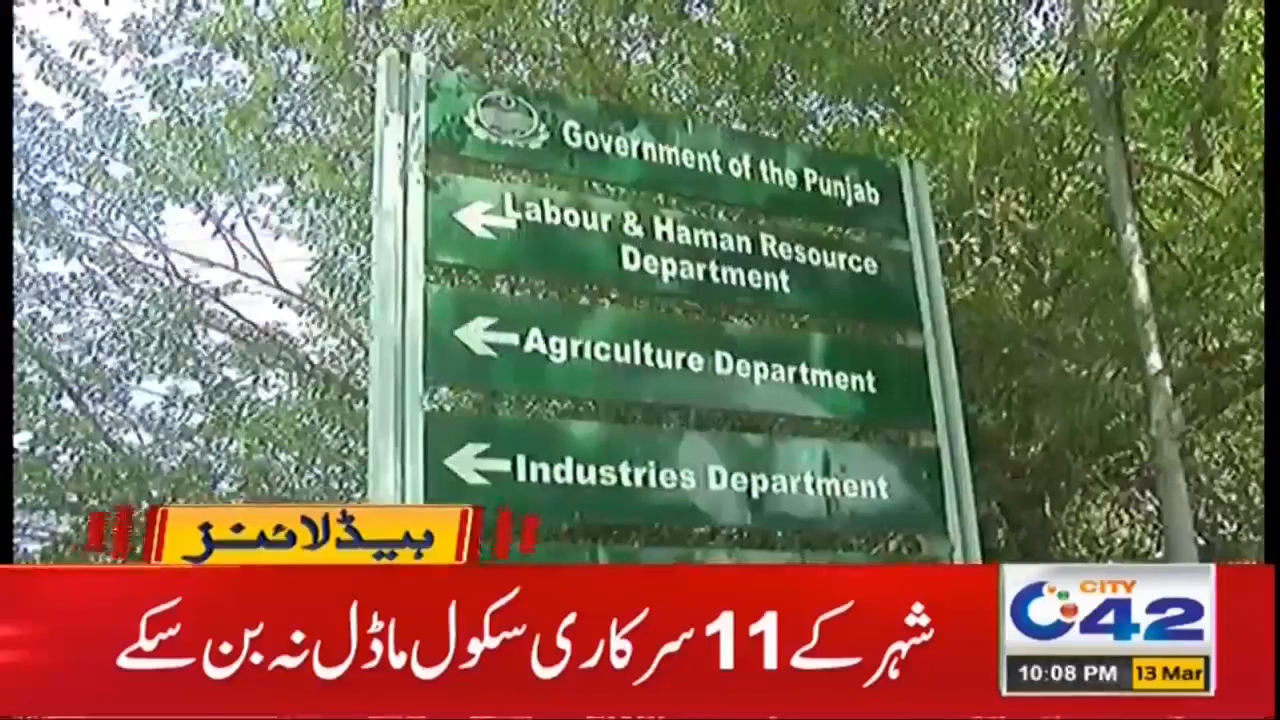 Government of the Punjab
Labour & Haman Resource
Department
Agriculture Department
Industries Department
ہیڈلائنز
شہر کے 11 سرکاری سکول ماڈل نہ بن سکے
CITY
42
10:08 PM 13 Mar